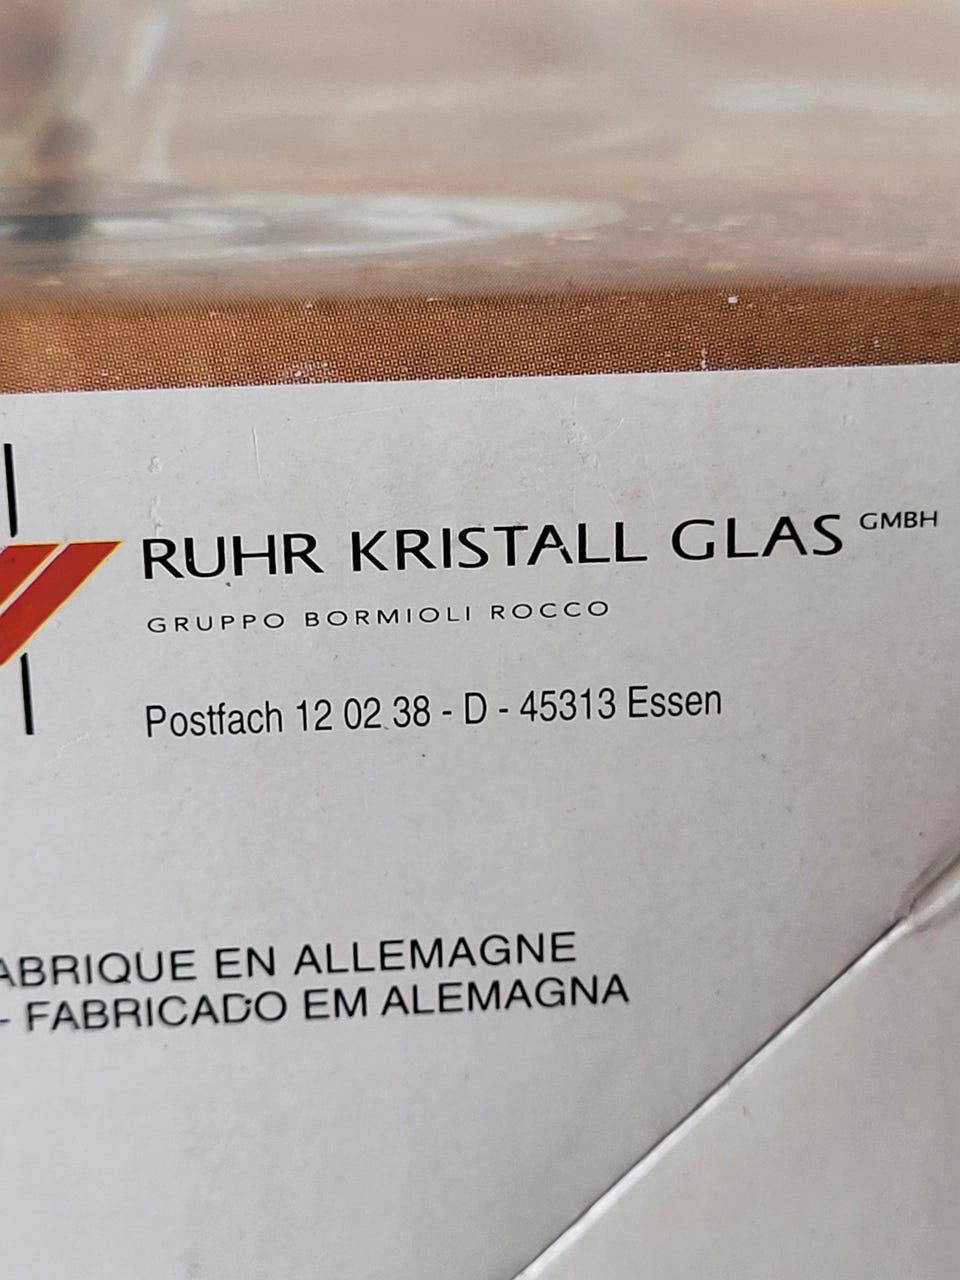 RUHR KRISTALL GLAS GMBH
GRUPPO BORMIOLI ROCCO
Postfach 12 02 38 - D - 45313 Essen
ABRIQUE EN ALLEMAGNE
- FABRICADO EM ALEMAGNA